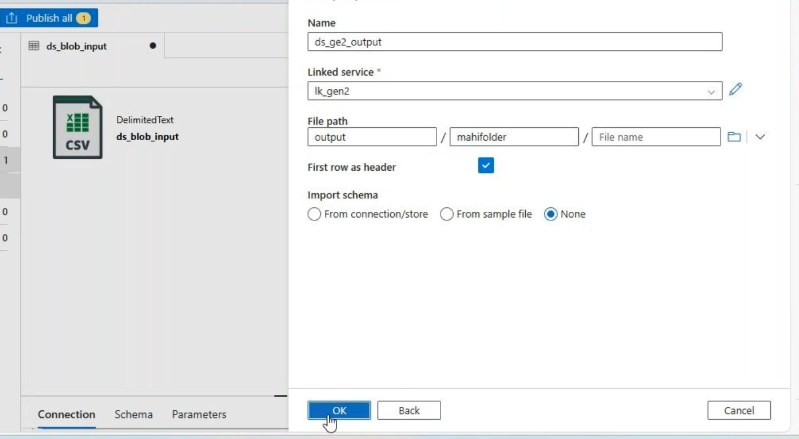 Publish all 1
ds_blob_input
0
0
1
0
0
CSV
DelimitedText
ds_blob_input
Connection Schema Parameters
Name
ds_ge2_output
Linked service *
lk_gen2
File path
output / mahifolder / File name
First row as header
Import schema
From connection/store From sample file None
OK Back Cancel